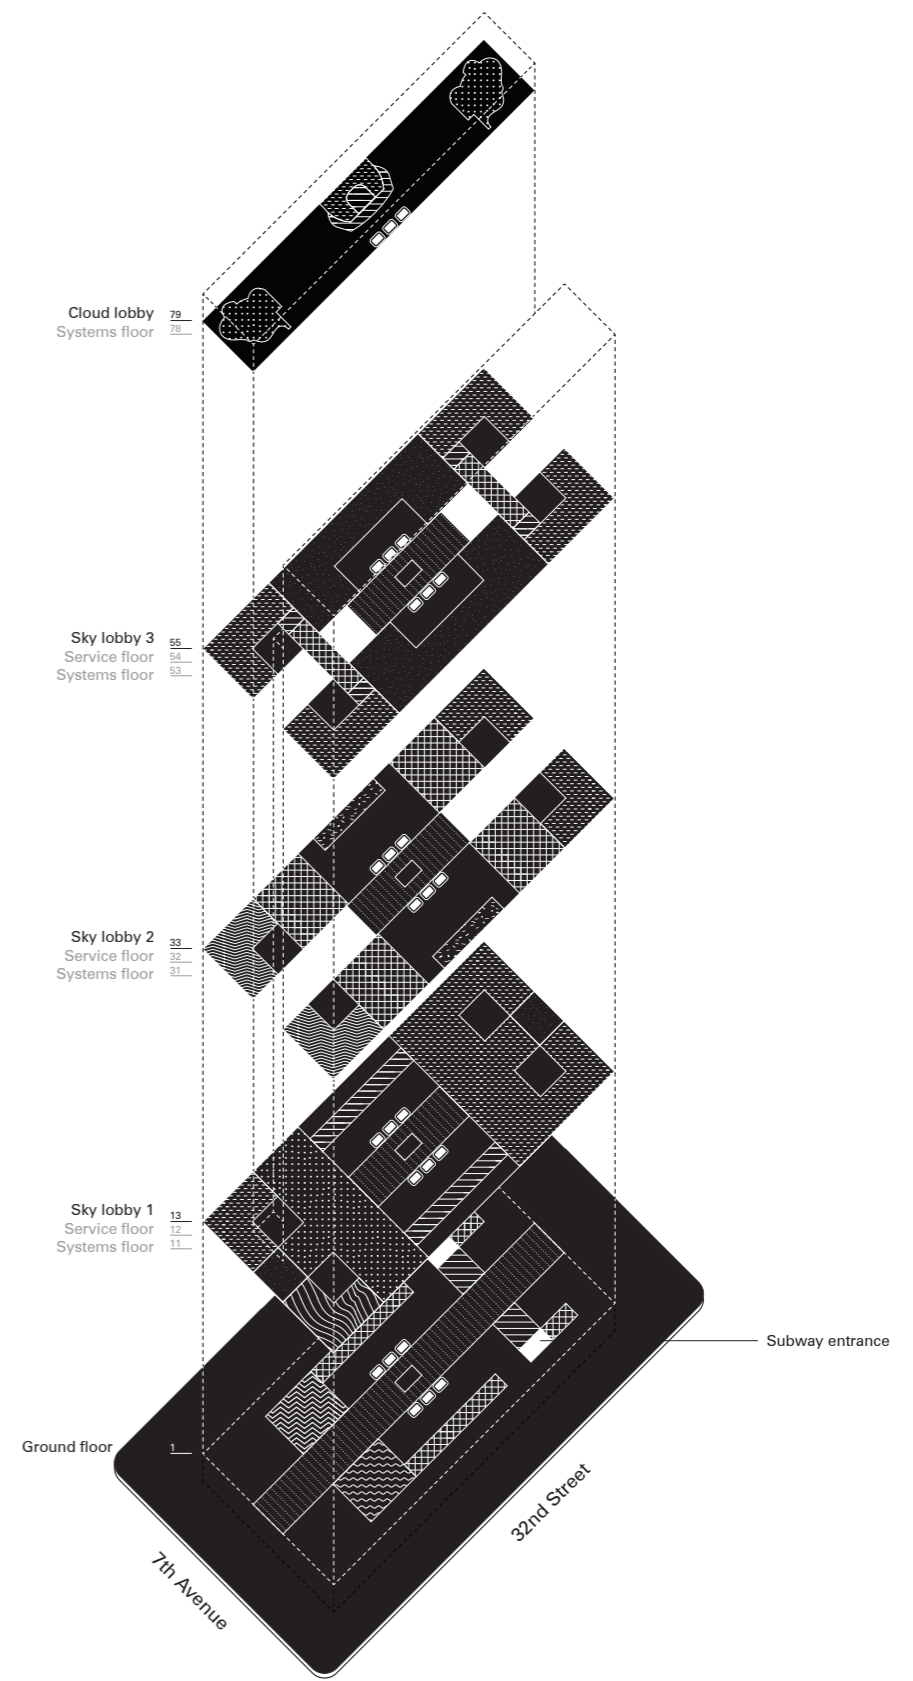 Cloud lobby 79
Systems floor 78
Sky lobby 3 55
Service floor 54
Systems floor 53
Sky lobby 2 33
Service floor 32
Systems floor 31
Sky lobby 1 13
Service floor 12
Systems floor 11
Subway entrance
Ground floor 1
32nd Street
7th Avenue